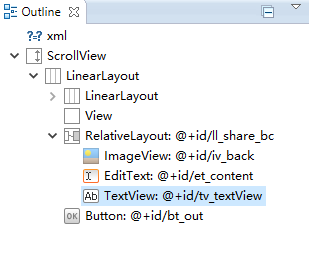 Outline
xml
ScrollView
LinearLayout
LinearLayout
View
RelativeLayout: @+id/ll_share_bc
ImageView: @+id/iv_back
EditText: @+id/et_content
Ab TextView: @+id/tv_textView
OK Button: @+id/bt_out